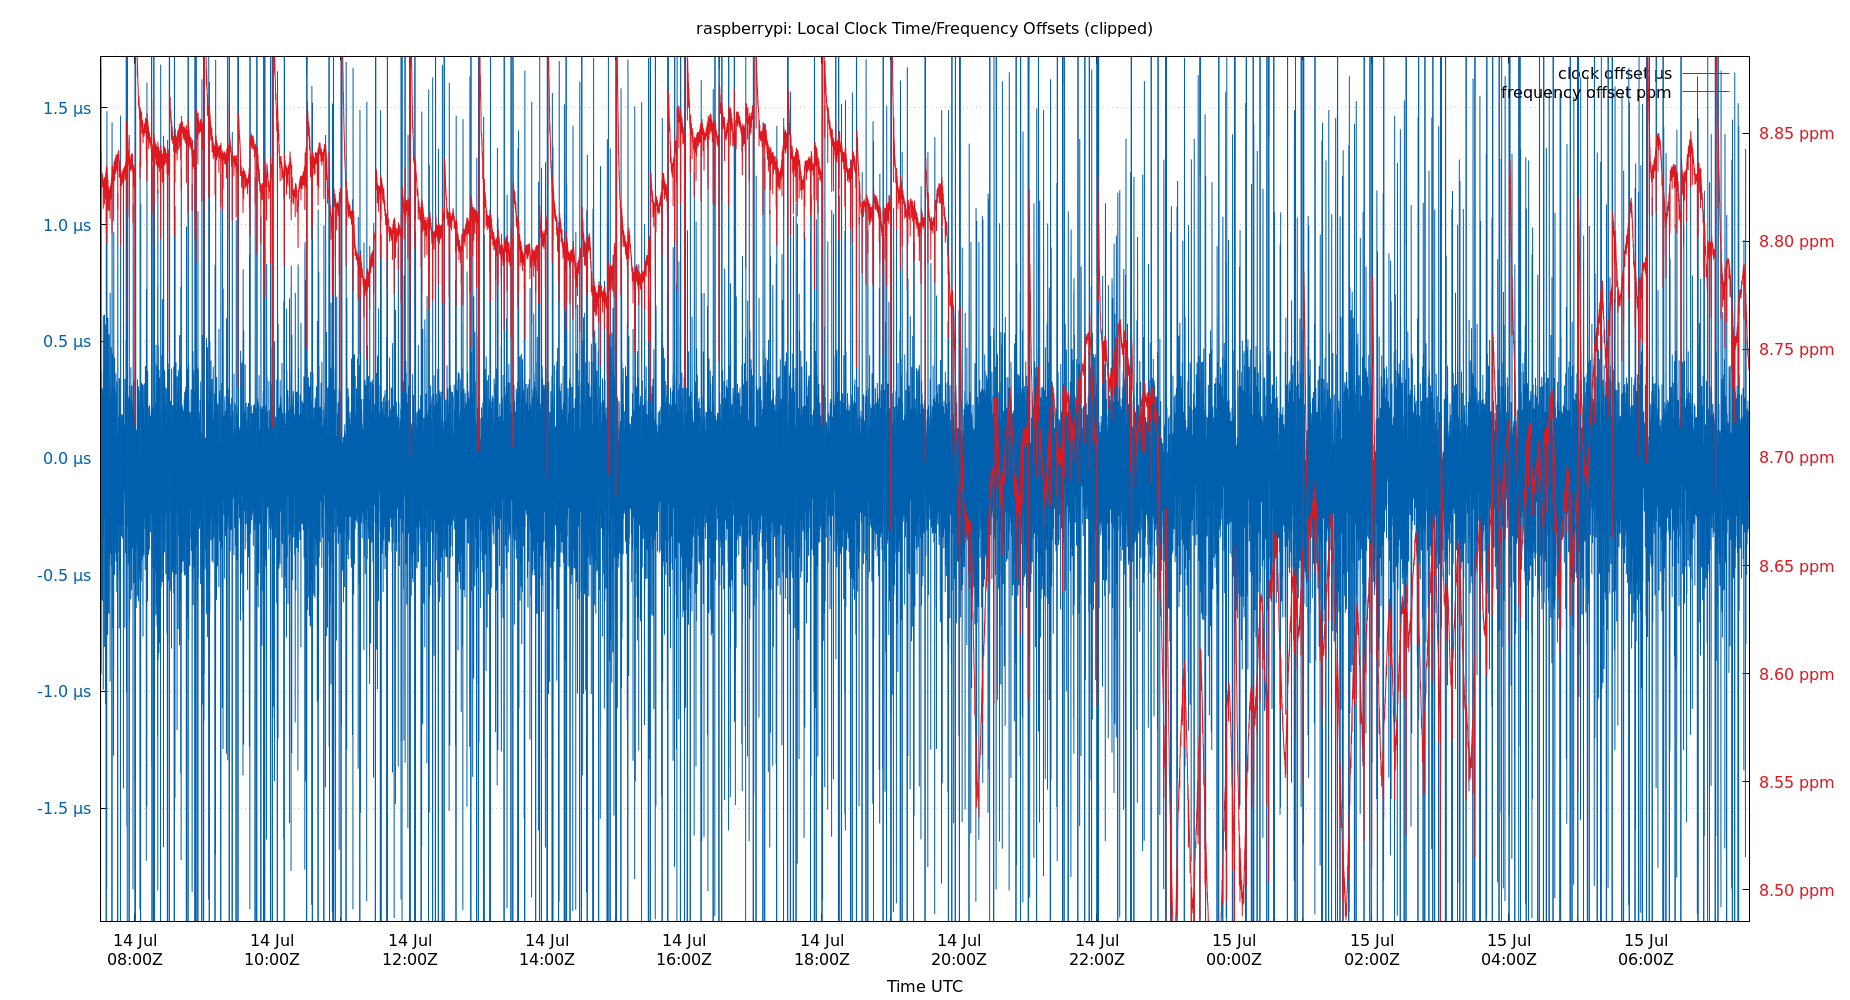 raspberrypi: Local Clock Time/Frequency Offsets (clipped)
clock offset µs
frequency offset ppm
1.5 µs
1.0 µs
0.5 µs
0.0 µs
-0.5 µs
-1.0 µs
-1.5 µs
8.85 ppm
8.80 ppm
8.75 ppm
8.70 ppm
8.65 ppm
8.60 ppm
8.55 ppm
8.50 ppm
14 Jul 14 Jul 14 Jul 14 Jul 14 Jul 14 Jul 14 Jul 14 Jul 15 Jul 15 Jul 15 Jul 15 Jul
08:00Z 10:00Z 12:00Z 14:00Z 16:00Z 18:00Z 20:00Z 22:00Z 00:00Z 02:00Z 04:00Z 06:00Z
Time UTC